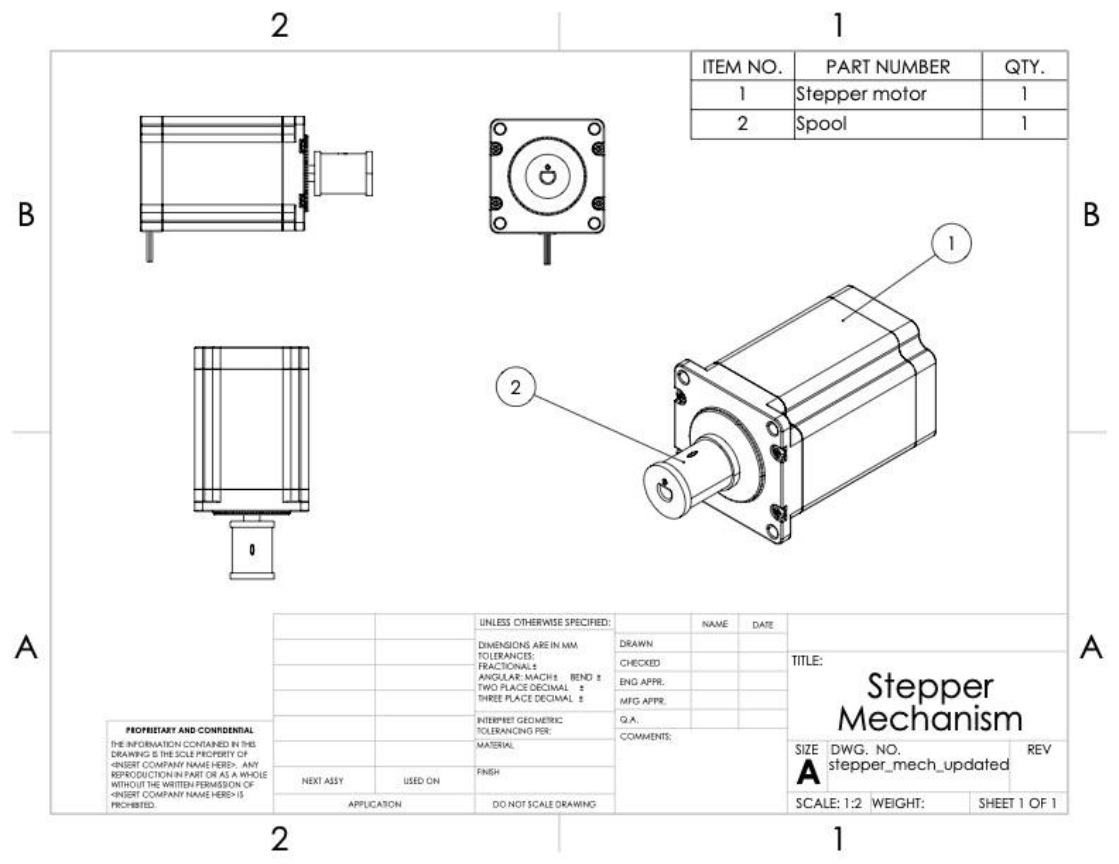 2 1
ITEM NO. PART NUMBER QTY.
1 Stepper motor 1
2 Spool 1
B B
1
2
A A
UNLESS OTHERWISE SPECIFIED:
DIMENSIONS ARE IN MM
TOLERANCES:
FRACTIONAL ±
ANGULAR: MACH ± BEND ±
TWO PLACE DECIMAL ±
THREE PLACE DECIMAL ±
INTERPRET GEOMETRIC
TOLERANCING PER:
MATERIAL
FINISH
DO NOT SCALE DRAWING
NAME DATE
DRAWN
CHECKED
ENG APPR.
MFG APPR.
Q.A.
COMMENTS:
TITLE:
Stepper
Mechanism
SIZE DWG. NO. REV
A stepper_mech_updated
SCALE: 1:2 WEIGHT: SHEET 1 OF 1
PROPRIETARY AND CONFIDENTIAL
THE INFORMATION CONTAINED IN THIS
DRAWING IS THE SOLE PROPERTY OF
<INSERT COMPANY NAME HERE>. ANY
REPRODUCTION IN PART OR AS A WHOLE
WITHOUT THE WRITTEN PERMISSION OF
<INSERT COMPANY NAME HERE> IS
PROHIBITED.
NEXT ASSY USED ON
APPLICATION
2 1